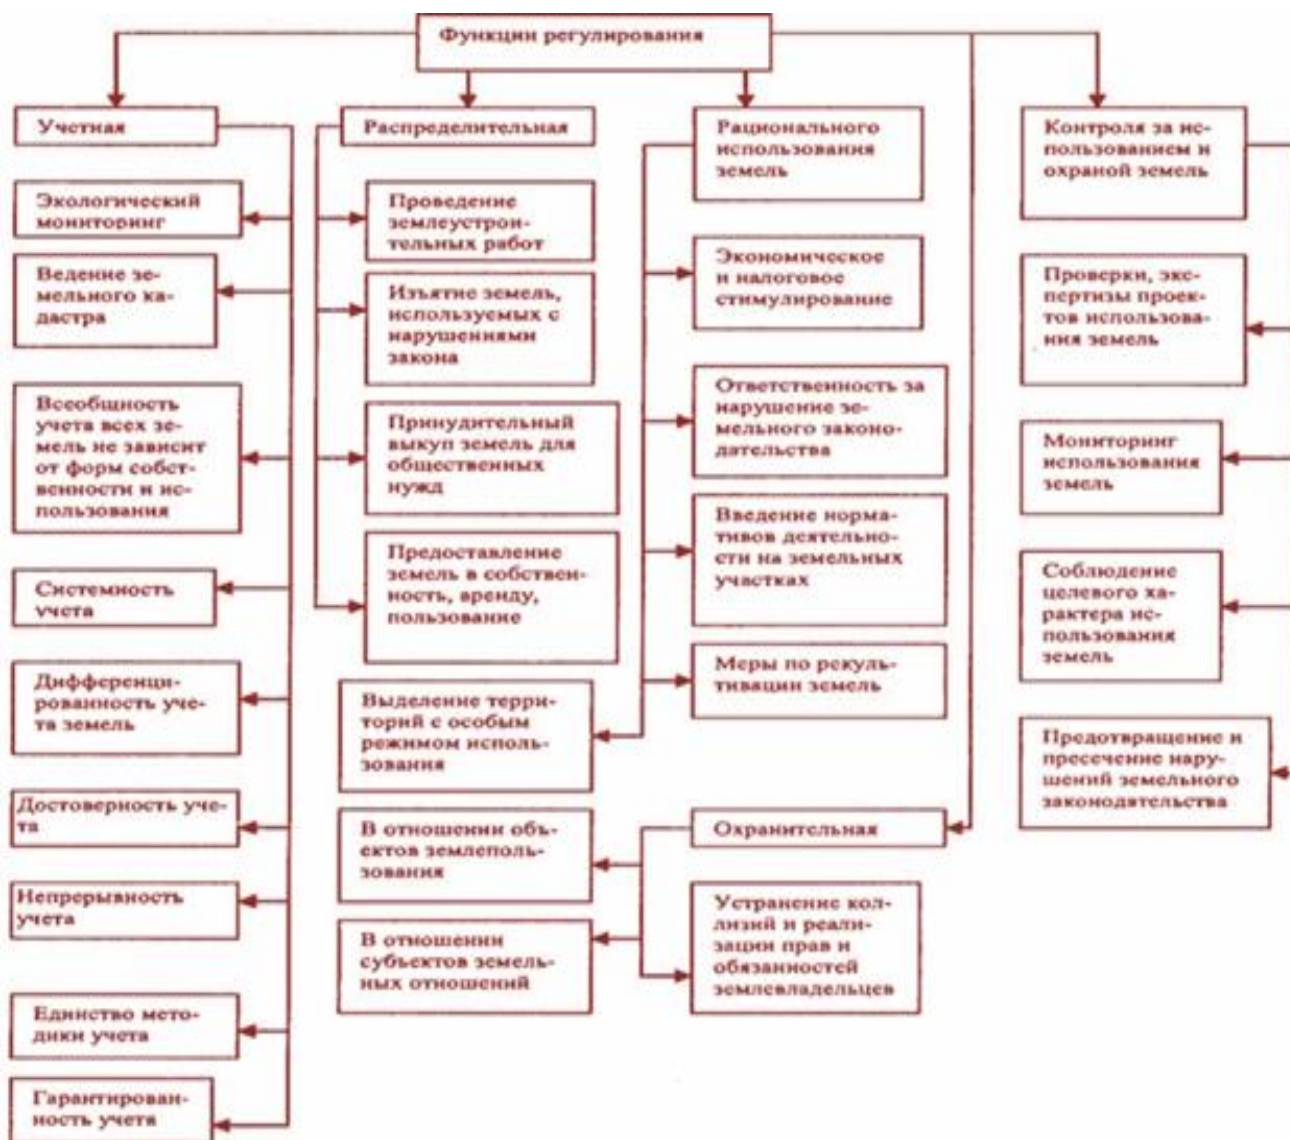 Функции регулирования
Учетная
Экологический
мониторинг
Ведение зе-
мельного ка-
дастра
Всеобщность
учета всех зе-
мель не зависит
от форм собст-
венности и ис-
пользования
Системность
учета
Дифференци-
рованность уче-
та земель
Достоверность уче-
та
Непрерывность
учета
Единство мето-
дики учета
Гарантирован-
ность учета
Распределительная
Проведение
землеустрои-
тельных работ
Изъятие земель,
используемых с
нарушениями
закона
Принудительный
выкуп земель для
общественных
нужд
Предоставление
земель в собствен-
ность, аренду,
пользование
Рационального
использования
земель
Экономическое
и налоговое
стимулирование
Ответственность за
нарушение зе-
мельного законо-
дательства
Введение норма-
тивов деятельно-
сти на земельных
участках
Меры по рекуль-
тивации земель
Выделение терри-
торий с особым
режимом исполь-
зования
Охранительная
В отношении объ-
ектов землеполь-
зования
В отношении
субъектов земель-
ных отношений
Устранение кол-
лизий и реали-
зации прав и
обязанностей
землевладельцев
Контроля за ис-
пользованием и
охраной земель
Проверки, экс-
пертизы проек-
тов использова-
ния земель
Мониторинг
использования
земель
Соблюдение
целевого ха-
рактера ис-
пользования
земель
Предотвращение и
пресечение нару-
шений земельного
законодательства